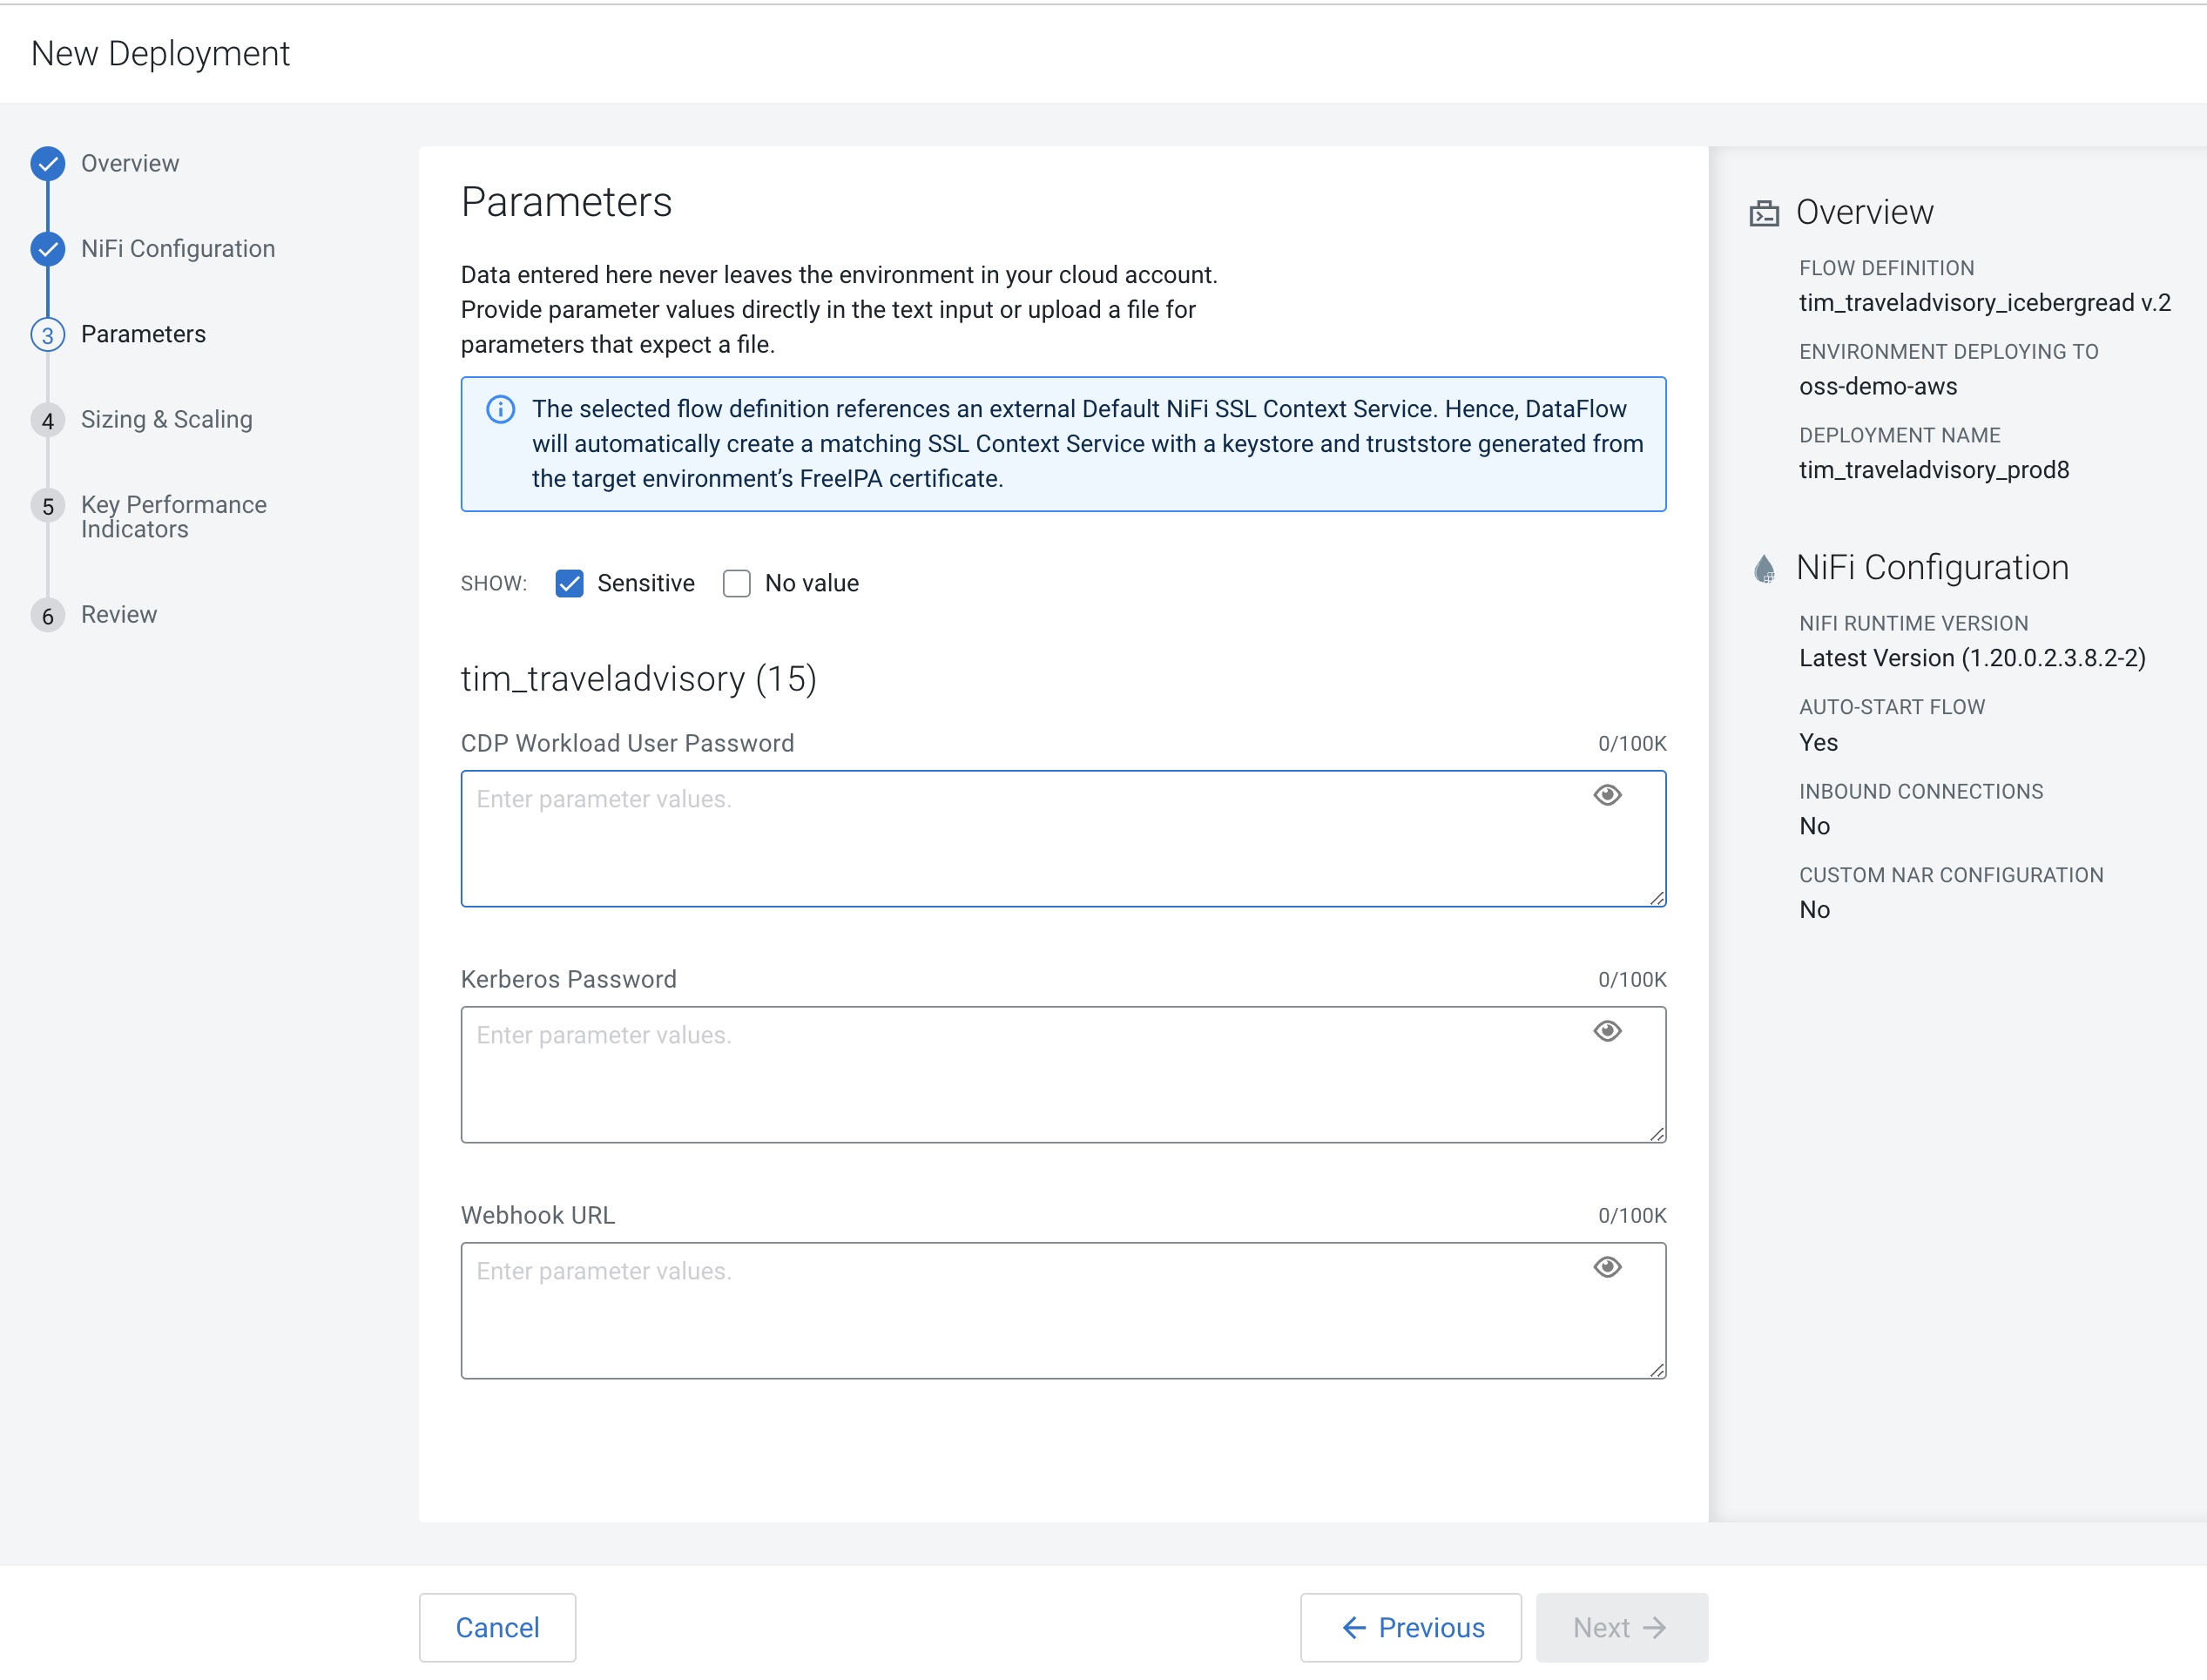 New Deployment
Overview
NiFi Configuration
3 Parameters
4 Sizing & Scaling
5 Key Performance
Indicators
6 Review
Parameters
Data entered here never leaves the environment in your cloud account.
Provide parameter values directly in the text input or upload a file for
parameters that expect a file.
The selected flow definition references an external Default NiFi SSL Context Service. Hence, DataFlow
will automatically create a matching SSL Context Service with a keystore and truststore generated from
the target environment’s FreeIPA certificate.
SHOW: Sensitive No value
tim_traveladvisory (15)
CDP Workload User Password 0/100K
Enter parameter values.
Kerberos Password 0/100K
Enter parameter values.
Webhook URL 0/100K
Enter parameter values.
Overview
FLOW DEFINITION
tim_traveladvisory_icebergread v.2
ENVIRONMENT DEPLOYING TO
oss-demo-aws
DEPLOYMENT NAME
tim_traveladvisory_prod8
NiFi Configuration
NIFI RUNTIME VERSION
Latest Version (1.20.0.2.3.8.2-2)
AUTO-START FLOW
Yes
INBOUND CONNECTIONS
No
CUSTOM NAR CONFIGURATION
No
Cancel
← Previous
Next →